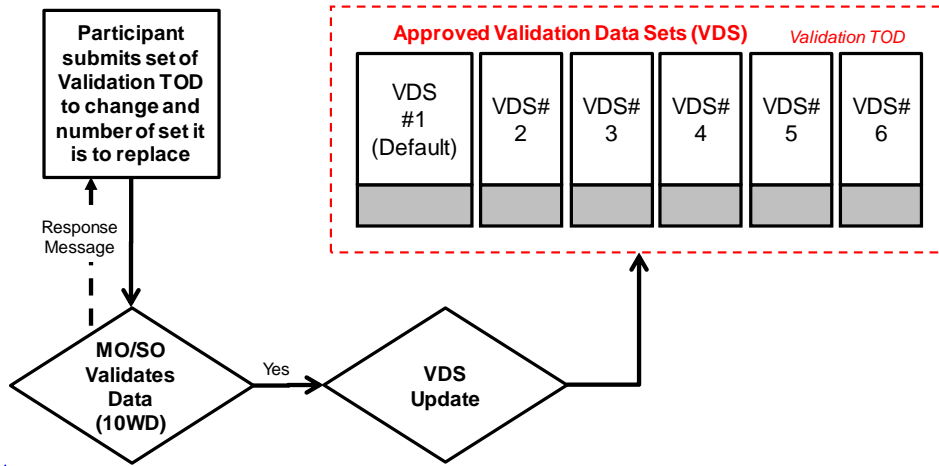 Participant
submits set of
Validation TOD
to change and
number of set it
is to replace
Approved Validation Data Sets (VDS)
Validation TOD
VDS
#1
(Default)
VDS#
2
VDS#
3
VDS#
4
VDS#
5
VDS#
6
Response
Message
MO/SO
Validates
Data
(10WD)
Yes
VDS
Update